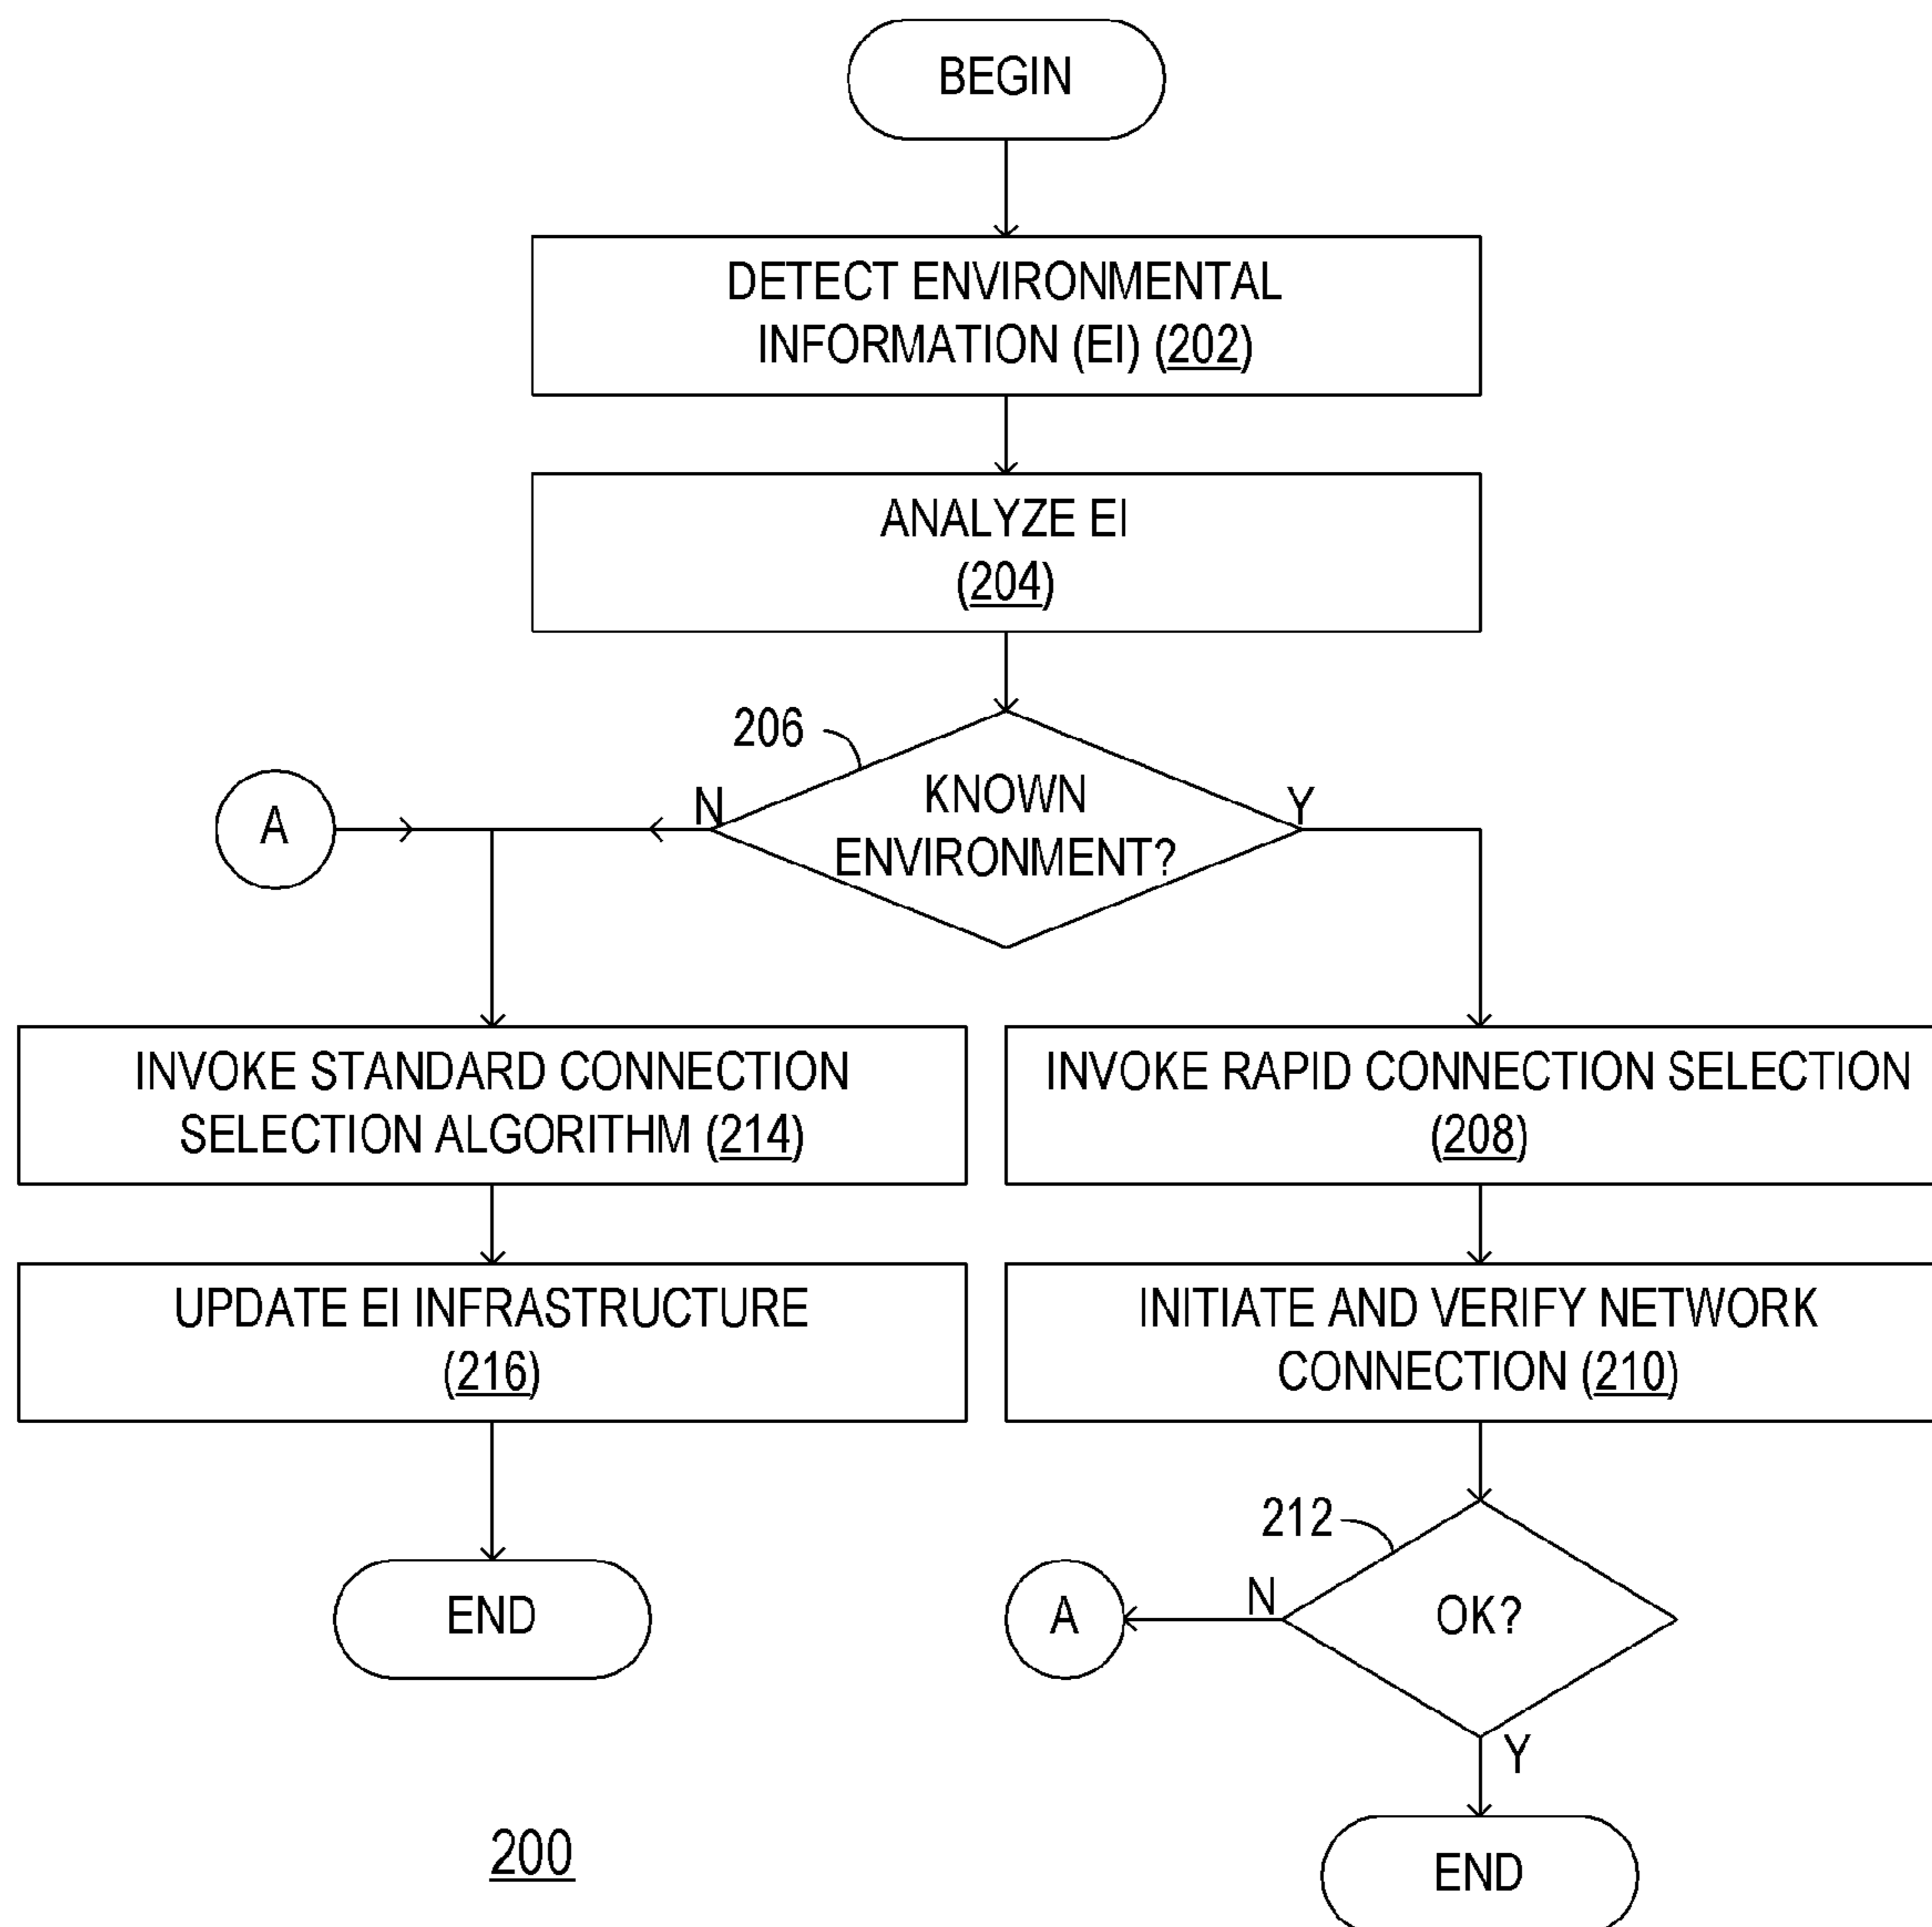 BEGIN
DETECT ENVIRONMENTAL
INFORMATION (EI) (202)
ANALYZE EI
(204)
206
KNOWN
ENVIRONMENT?
N
Y
A
INVOKE STANDARD CONNECTION
SELECTION ALGORITHM (214)
INVOKE RAPID CONNECTION SELECTION
(208)
UPDATE EI INFRASTRUCTURE
(216)
INITIATE AND VERIFY NETWORK
CONNECTION (210)
212
END
A
N
OK?
Y
200
END